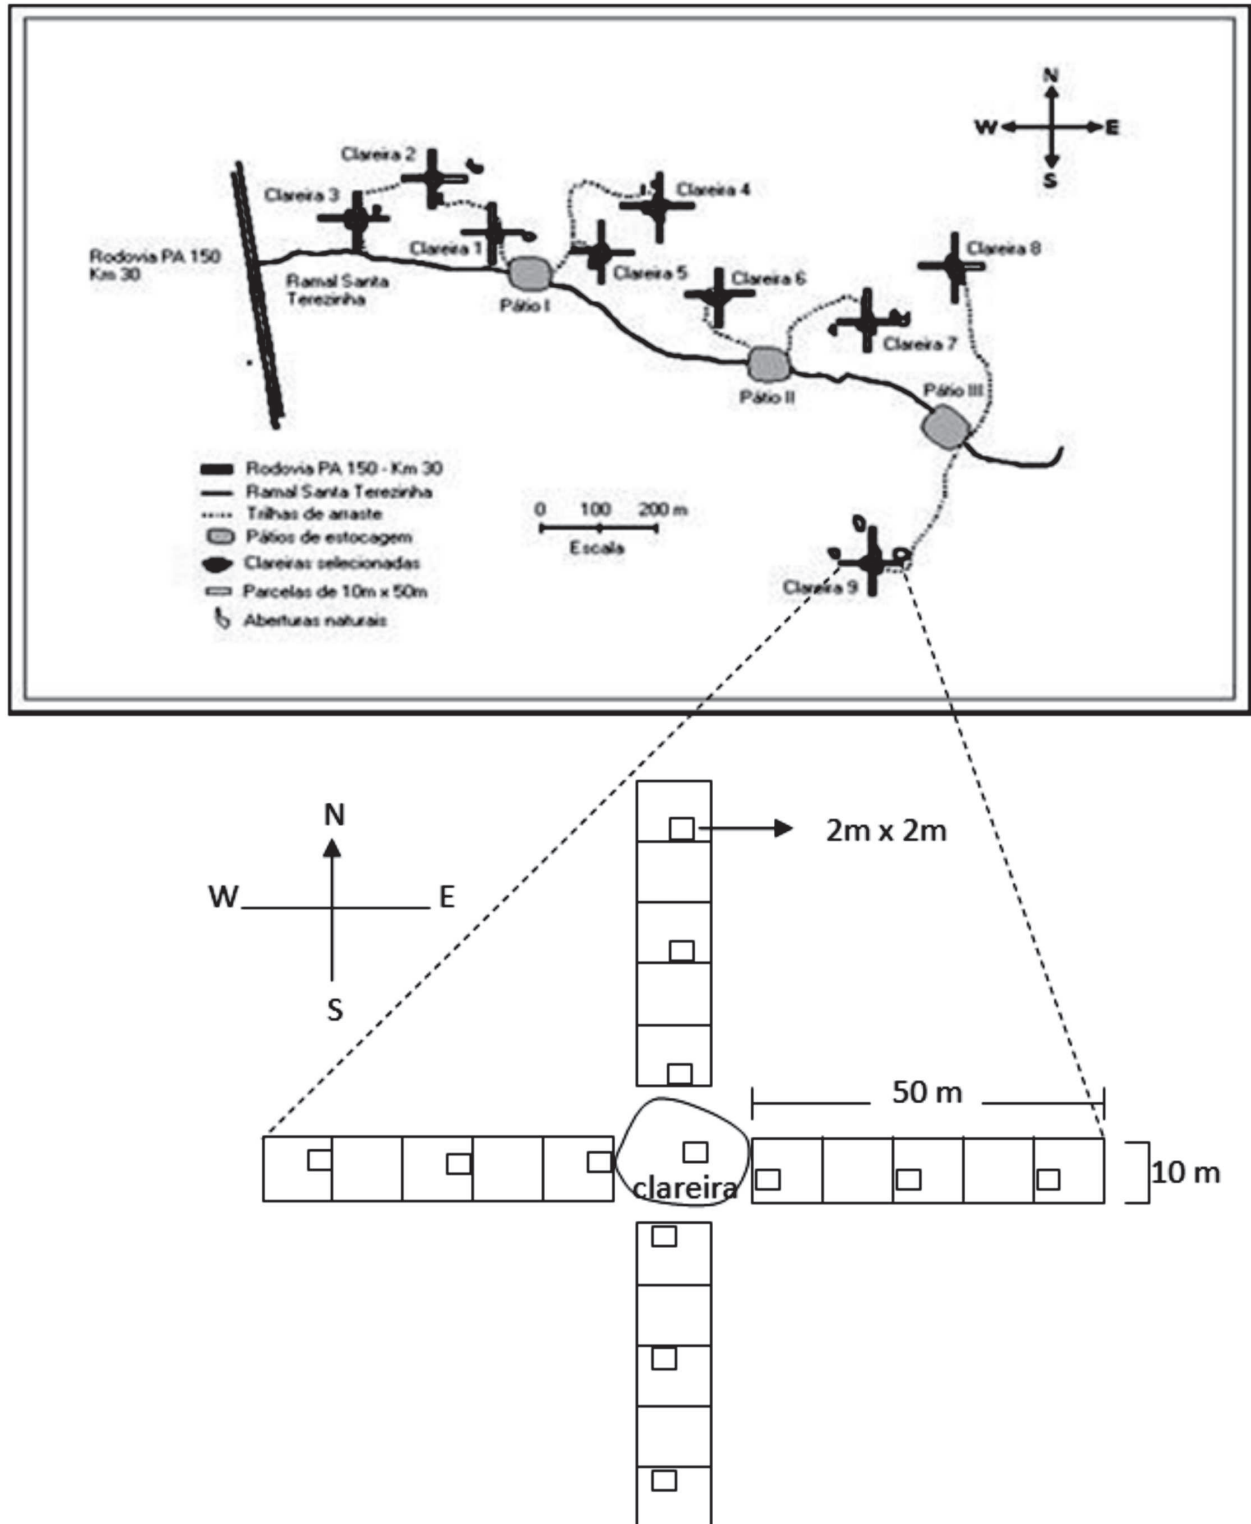 N
W E
S
Clareira 2
Clareira 3
Clareira 4
Clareira 1
Clareira 5
Clareira 8
Clareira 6
Clareira 7
Rodovia PA 150
Km 30
Ramal Santa
Terezinha
Pátio I
Pátio II
Pátio III
Rodovia PA 150 - Km 30
Ramal Santa Terezinha
Trilhas de arraste
Pátios de estocagem
Clareiras selecionadas
Parcelas de 10m x 50m
Aberturas naturais
0 100 200 m
Escala
Clareira 9
N
W E
S
2m x 2m
50 m
10 m
clareira